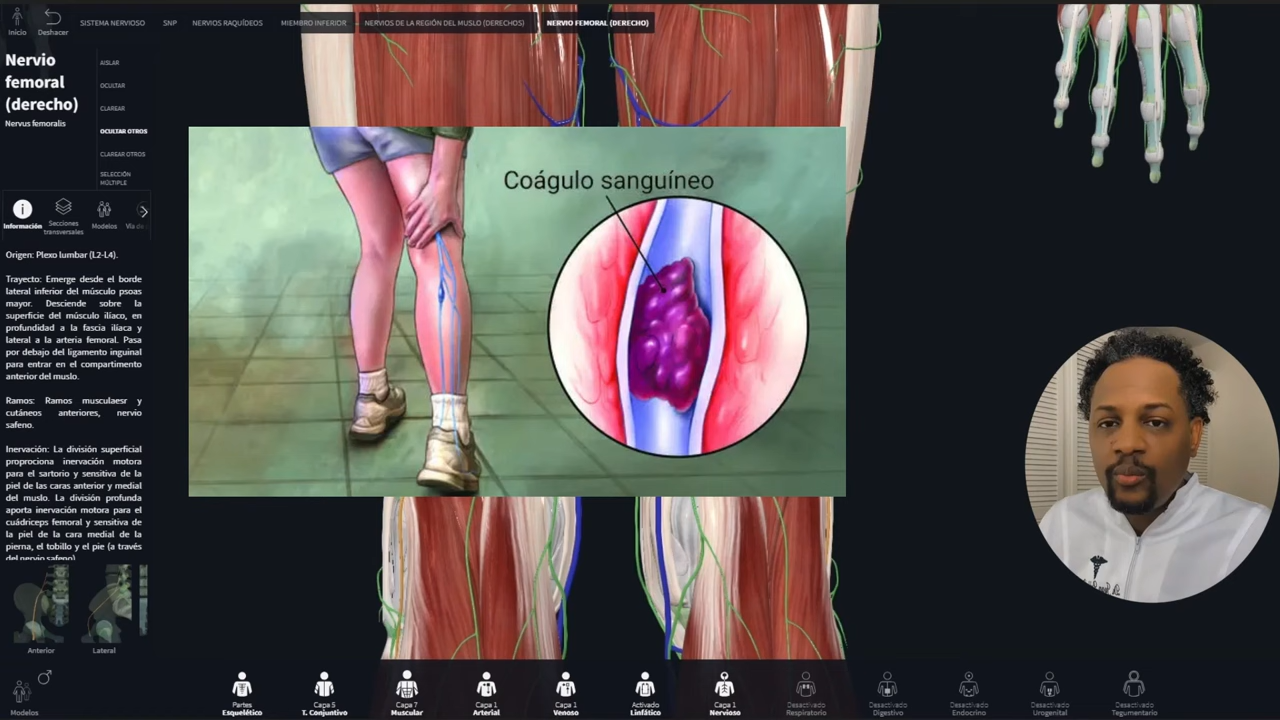 Inicio
Deshacer
SISTEMA NERVIOSO
SNP
NERVIOS RAQUÍDEOS
MIEMBRO INFERIOR
NERVIOS DE LA REGIÓN DEL MUSLO (DERECHOS)
NERVIO FEMORAL (DERECHO)
Nervio
femoral
(derecho)
Nervus femoralis
AISLAR
OCULTAR
CLAREAR
OCULTAR OTROS
CLAREAR OTROS
SELECCIÓN
MÚLTIPLE
Información
Secciones
transversales
Modelos
Origen: Plexo lumbar (L2-L4).
Trayecto: Emerge desde el borde
lateral inferior del músculo psoas
mayor. Desciende sobre la
superficie del músculo ilíaco, en
profundidad a la fascia ilíaca y
lateral a la arteria femoral. Pasa
por debajo del ligamento inguinal
para entrar en el compartimento
anterior del muslo.
Ramos: Ramos musculaesr y
cutáneos anteriores, nervio
safeno.
Inervación: La división superficial
proprociona inervación motora
para el sartorio y sensitiva de la
piel de las caras anterior y medial
del muslo. La división profunda
aporta inervación motora para el
cuádriceps femoral y sensitiva de
la piel de la cara medial de la
pierna, el tobillo y el pie (a través
del nervio safeno)
Anterior
Lateral
Modelos
Coágulo sanguíneo
Partes
Esquelético
Capa 5
T. Conjuntivo
Capa 7
Muscular
Capa 1
Arterial
Capa 1
Venoso
Activado
Linfático
Capa 1
Nervioso
Desactivado
Respiratorio
Desactivado
Digestivo
Desactivado
Endocrino
Desactivado
Urogenital
Desactivado
Tegumentario